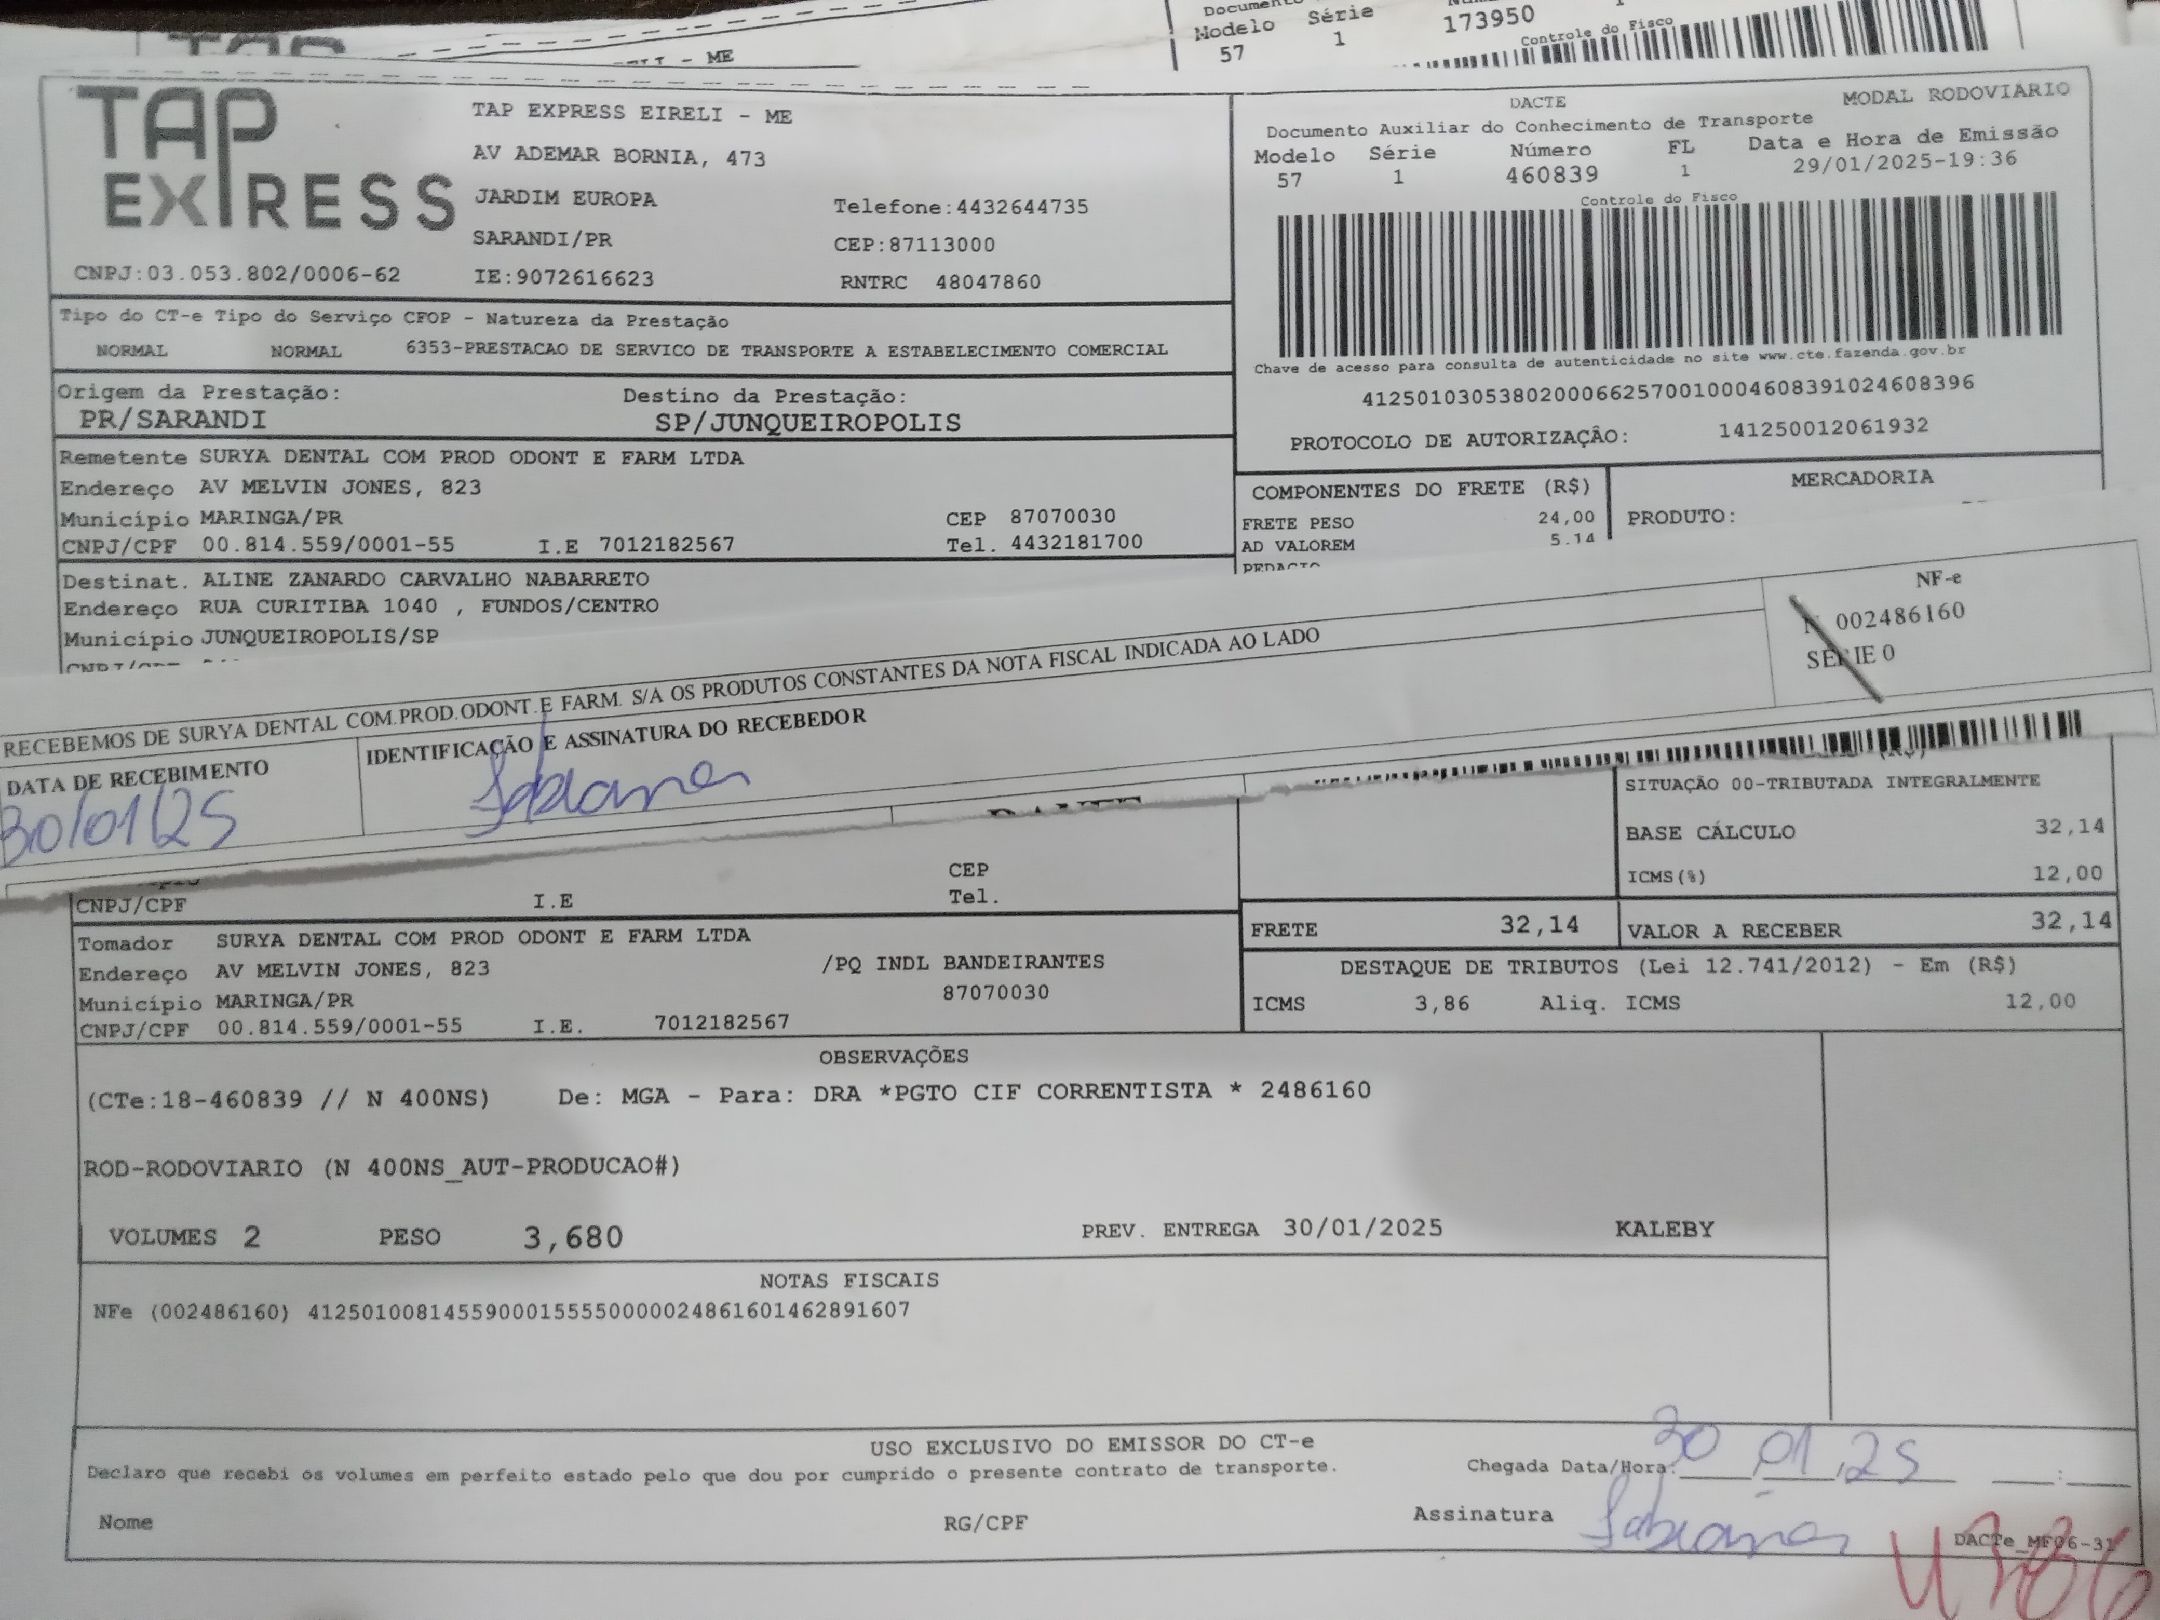 - ME
Modelo Série 173950
57 1 Controle do Fisco
TAP EXPRESS
TAP EXPRESS EIRELI - ME
AV ADEMAR BORNIA, 473
JARDIM EUROPA Telefone:4432644735
SARANDI/PR CEP:87113000
CNPJ:03.053.802/0006-62 IE:9072616623 RNTRC 48047860
DACTE MODAL RODOVIARIO
Documento Auxiliar do Conhecimento de Transporte
Modelo Série Número FL Data e Hora de Emissão
57 1 460839 1 29/01/2025-19:36
Controle do Fisco
Chave de acesso para consulta de autenticidade no site www.cte.fazenda.gov.br
41250103053802000662570010004608391024608396
PROTOCOLO DE AUTORIZAÇÂO: 141250012061932
Tipo do CT-e Tipo do Serviço CFOP - Natureza da Prestação
NORMAL NORMAL 6353-PRESTACAO DE SERVICO DE TRANSPORTE A ESTABELECIMENTO COMERCIAL
Origem da Prestação: Destino da Prestação:
PR/SARANDI SP/JUNQUEIROPOLIS
Remetente SURYA DENTAL COM PROD ODONT E FARM LTDA
Endereço AV MELVIN JONES, 823
Município MARINGA/PR CEP 87070030
CNPJ/CPF 00.814.559/0001-55 I.E 7012182567 Tel. 4432181700
COMPONENTES DO FRETE (R$) MERCADORIA
FRETE PESO 24,00 PRODUTO:
AD VALOREM 5.14
Destinat. ALINE ZANARDO CARVALHO NABARRETO
Endereço RUA CURITIBA 1040 , FUNDOS/CENTRO
Município JUNQUEIROPOLIS/SP
NF-e
N 002486160
SÉRIE 0
RECEBEMOS DE SURYA DENTAL COM.PROD.ODONT.E FARM. S/A OS PRODUTOS CONSTANTES DA NOTA FISCAL INDICADA AO LADO
DATA DE RECEBIMENTO IDENTIFICAÇÃO E ASSINATURA DO RECEBEDOR
30/01/25 Fabiana
SITUAÇÃO 00-TRIBUTADA INTEGRALMENTE
BASE CÁLCULO 32,14
ICMS(%) 12,00
CEP
CNPJ/CPF I.E Tel.
FRETE 32,14 VALOR A RECEBER 32,14
Tomador SURYA DENTAL COM PROD ODONT E FARM LTDA
Endereço AV MELVIN JONES, 823 /PQ INDL BANDEIRANTES
Município MARINGA/PR 87070030
CNPJ/CPF 00.814.559/0001-55 I.E. 7012182567
DESTAQUE DE TRIBUTOS (Lei 12.741/2012) - Em (R$)
ICMS 3,86 Aliq. ICMS 12,00
OBSERVAÇÕES
(CTe:18-460839 // N 400NS) De: MGA - Para: DRA *PGTO CIF CORRENTISTA * 2486160
ROD-RODOVIARIO (N 400NS_AUT-PRODUCAO#)
VOLUMES 2 PESO 3,680 PREV. ENTREGA 30/01/2025 KALEBY
NOTAS FISCAIS
NFe (002486160) 41250100814559000155550000024861601462891607
USO EXCLUSIVO DO EMISSOR DO CT-e
Declaro que recebi os volumes em perfeito estado pelo que dou por cumprido o presente contrato de transporte.
Chegada Data/Hora: 30 01 25
Nome RG/CPF Assinatura Fabiana
DACTe_MF06-31